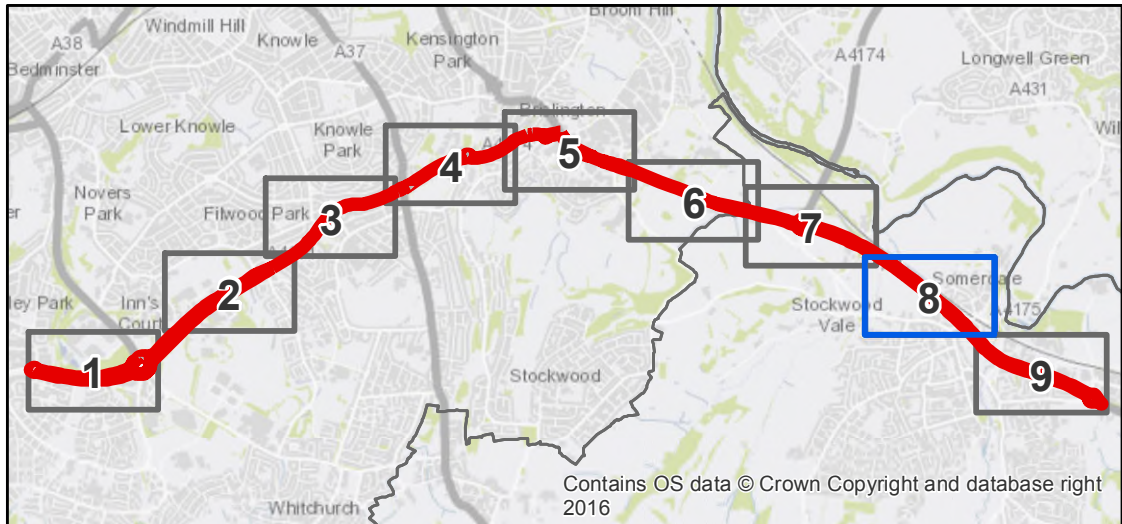 Broom Hill
Windmill Hill
A38
Knowle
A37
Kensington
Park
A4174
Longwell Green
Bedminster
A431
Brislington
Lower Knowle
Knowle
Park
4
5
Novers
Park
Filwood Park
3
6
7
ley Park
Inn's
Court
2
Stockwood
Vale
8
Somerdale
A4175
1
Stockwood
9
Contains OS data © Crown Copyright and database right
2016
Whitchurch